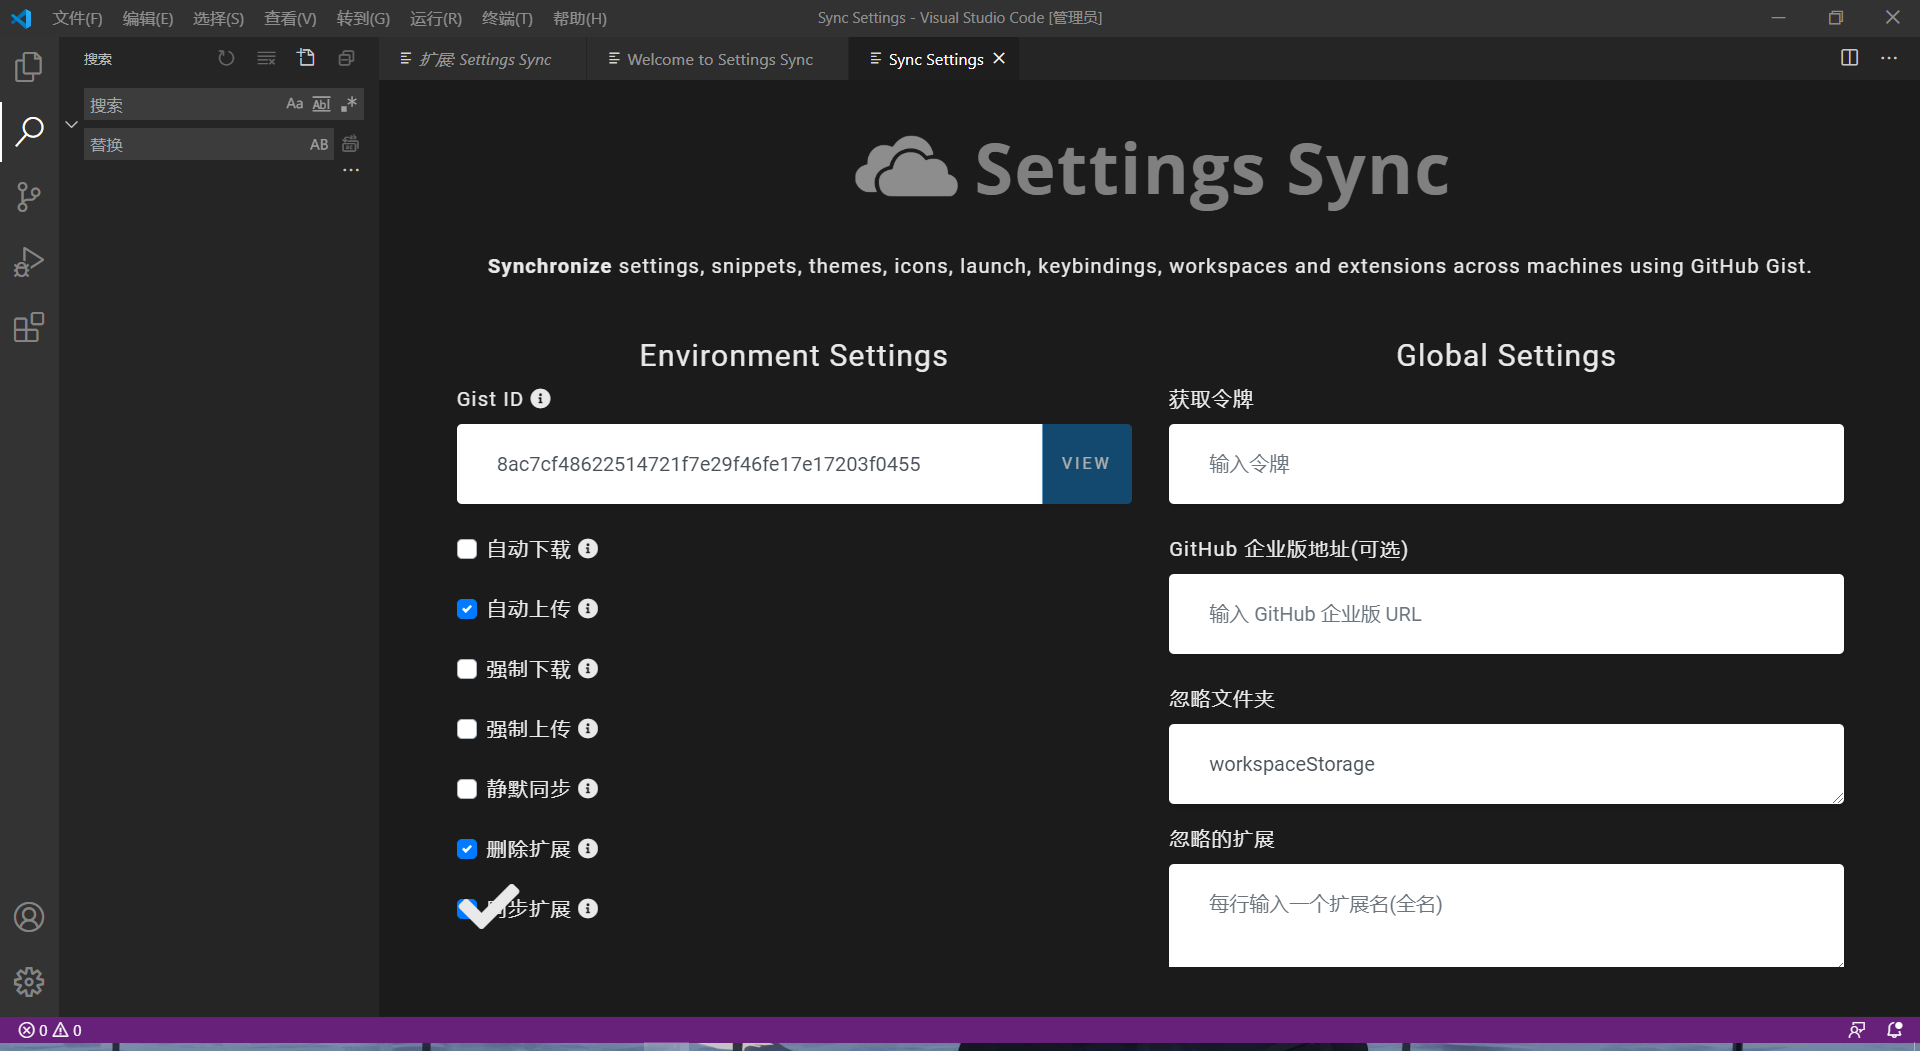 文件(F) 编辑(E) 选择(S) 查看(V) 转到(G) 运行(R) 终端(T) 帮助(H)
Sync Settings - Visual Studio Code [管理员]
搜索
扩展: Settings Sync
Welcome to Settings Sync
Sync Settings
搜索
Aa Abl .*
替换
AB
Settings Sync
Synchronize settings, snippets, themes, icons, launch, keybindings, workspaces and extensions across machines using GitHub Gist.
Environment Settings
Gist ID
8ac7cf48622514721f7e29f46fe17e17203f0455
VIEW
自动下载
自动上传
强制下载
强制上传
静默同步
删除扩展
步扩展
Global Settings
获取令牌
输入令牌
GitHub 企业版地址(可选)
输入 GitHub 企业版 URL
忽略文件夹
workspaceStorage
忽略的扩展
每行输入一个扩展名(全名)
0 0